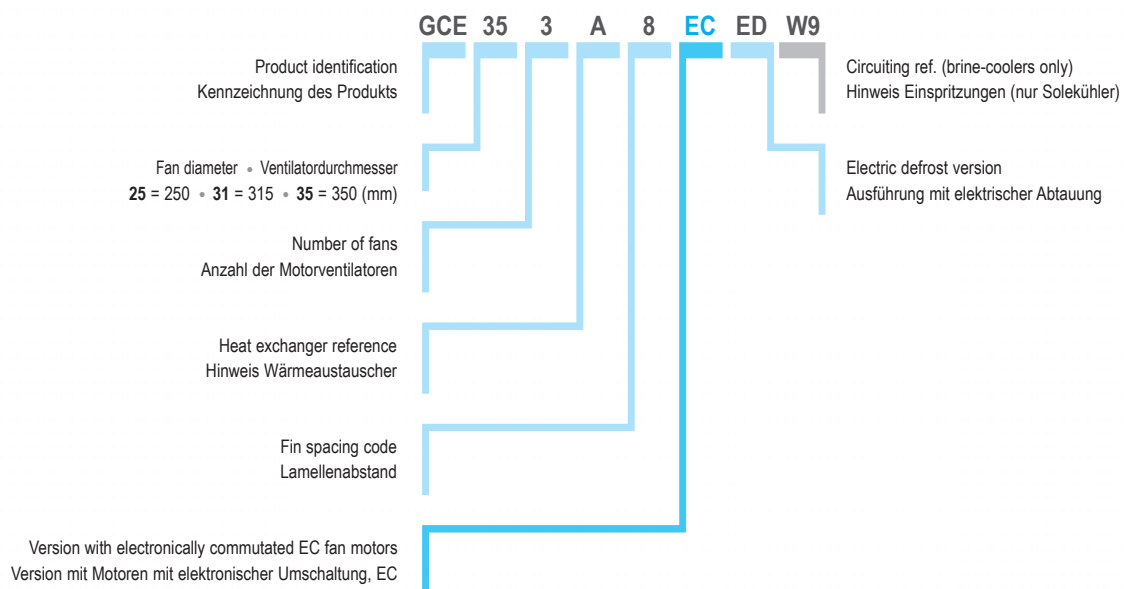 GCE 35 3 A 8 EC ED W9
Product identification
Kennzeichnung des Produkts
Circuiting ref. (brine-coolers only)
Hinweis Einspritzungen (nur Solekühler)
Fan diameter • Ventilatordurchmesser
25 = 250 • 31 = 315 • 35 = 350 (mm)
Electric defrost version
Ausführung mit elektrischer Abtauung
Number of fans
Anzahl der Motorventilatoren
Heat exchanger reference
Hinweis Wärmeaustauscher
Fin spacing code
Lamellenabstand
Version with electronically commutated EC fan motors
Version mit Motoren mit elektronischer Umschaltung, EC